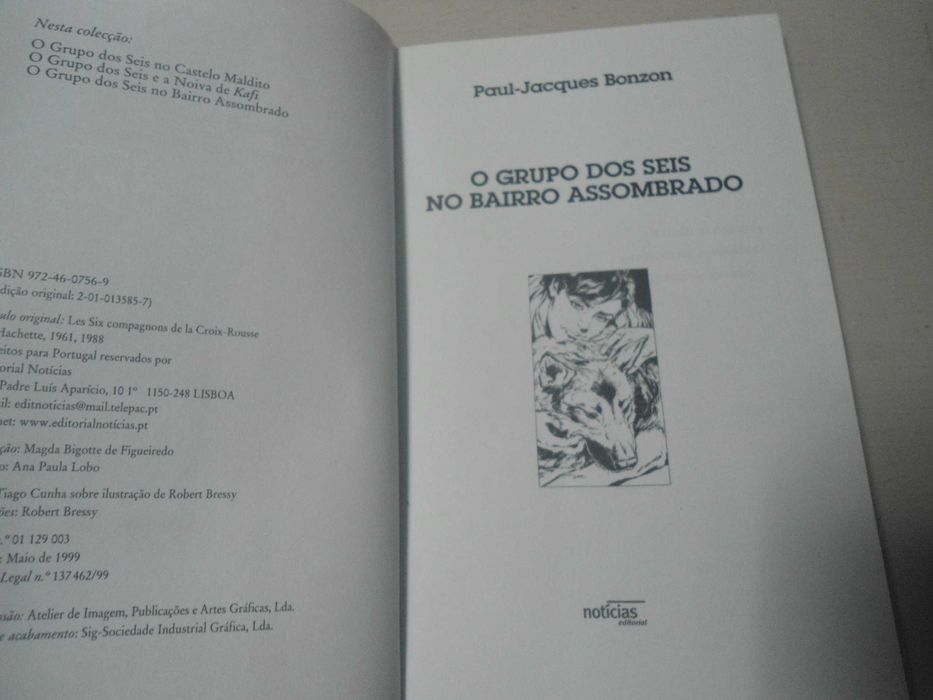 Nesta colecção:
O Grupo dos Seis no Castelo Maldito
O Grupo dos Seis e a Noiva de Kafi
O Grupo dos Seis no Bairro Assombrado
SBN 972-46-0756-9
dição original: 2-01-013585-7)
ulo original: Les Six compagnons de la Croix-Rousse
Hachette, 1961, 1988
eitos para Portugal reservados por
torial Notícias
Padre Luís Aparício, 10 1º 1150-248 LISBOA
il: editnoticias@mail.telepac.pt
net: www.editorialnotícias.pt
ção: Magda Bigotte de Figueiredo
o: Ana Paula Lobo
Tiago Cunha sobre ilustração de Robert Bressy
ões: Robert Bressy
.º 01 129 003
: Maio de 1999
Legal n.º 137 462/99
ssão: Atelier de Imagem, Publicações e Artes Gráficas, Lda.
e acabamento: Sig-Sociedade Industrial Gráfica, Lda.
Paul-Jacques Bonzon
O GRUPO DOS SEIS
NO BAIRRO ASSOMBRADO
notícias
editorial